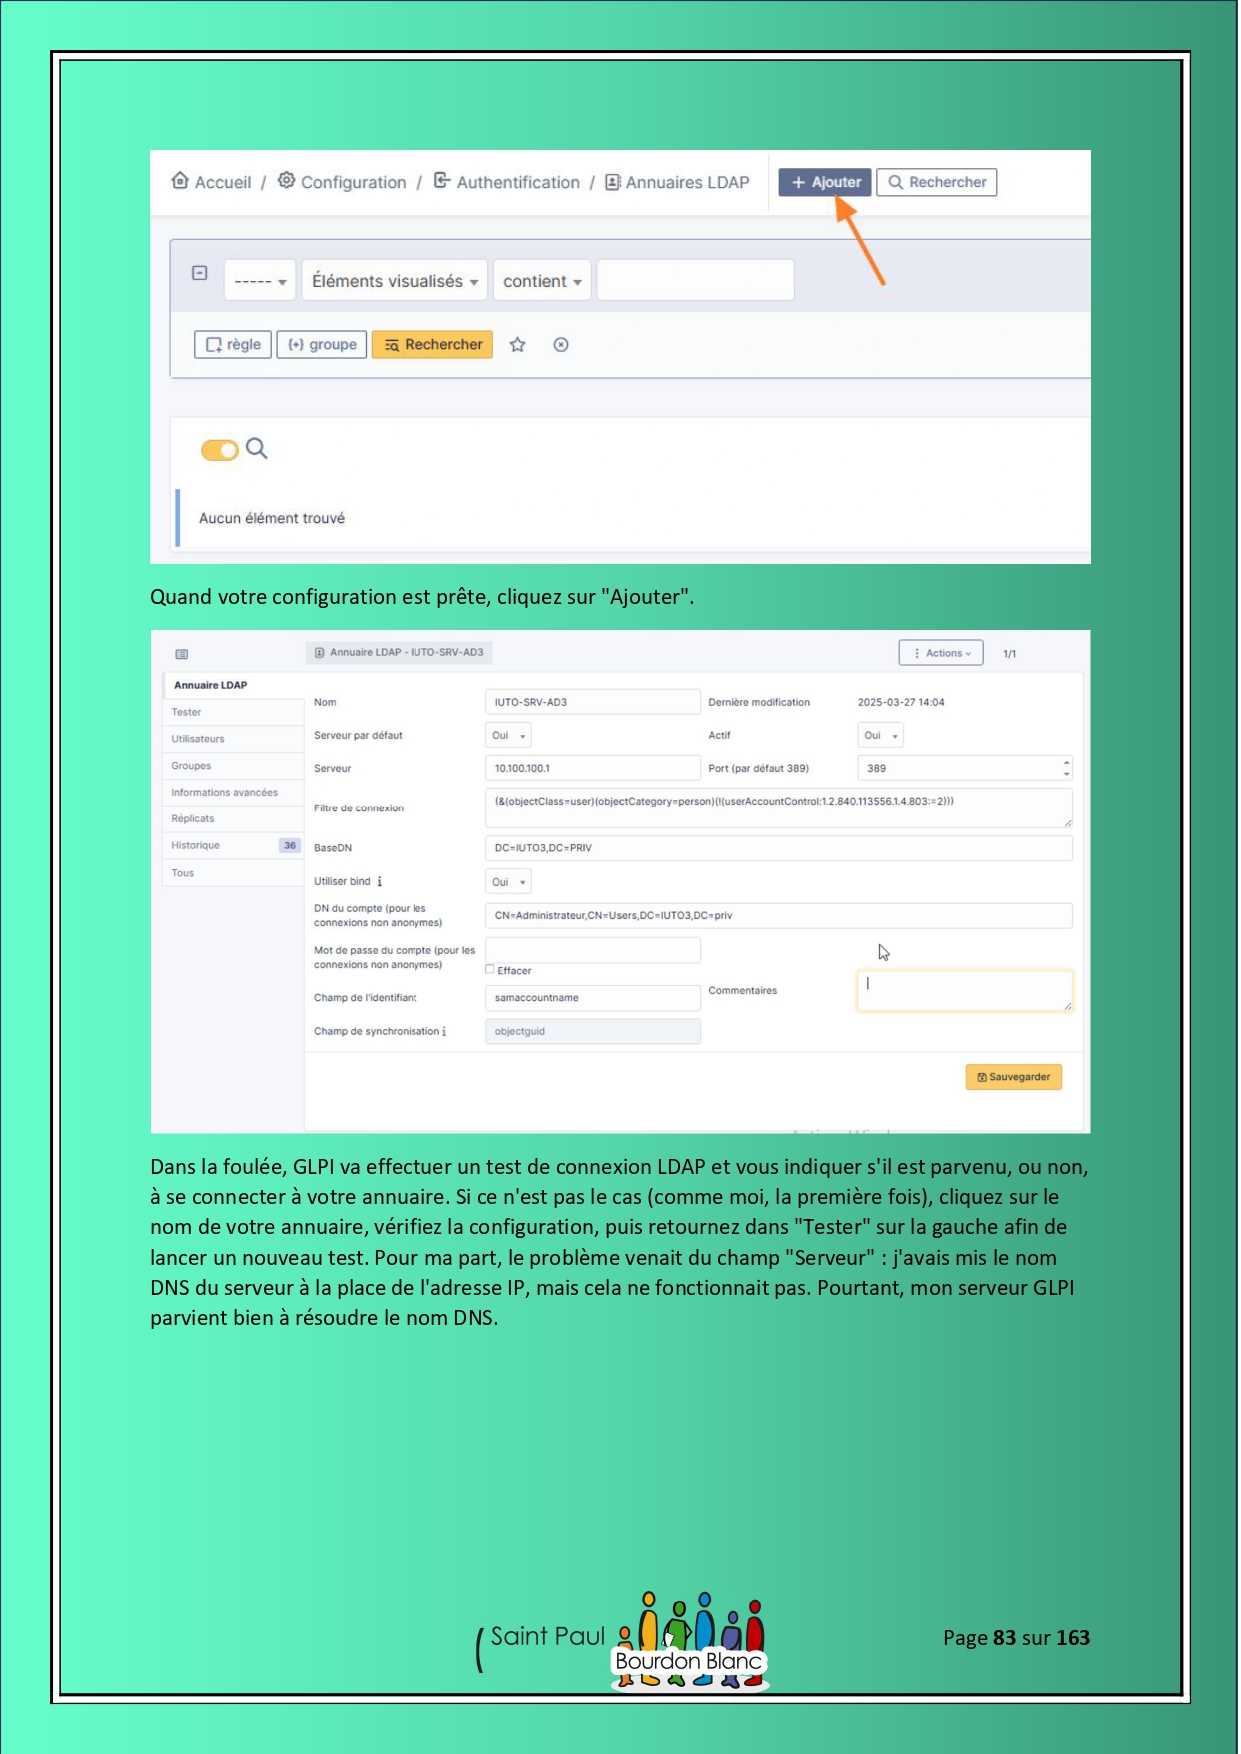 Accueil / Configuration / Authentification / Annuaires LDAP + Ajouter Rechercher
----- Éléments visualisés contient
règle groupe Rechercher
Aucun élément trouvé
Quand votre configuration est prête, cliquez sur "Ajouter".
Annuaire LDAP - IUTO-SRV-AD3 Actions 1/1
Annuaire LDAP
Tester
Utilisateurs
Groupes
Informations avancées
Réplicats
Historique 36
Tous
Nom IUTO-SRV-AD3 Dernière modification 2025-03-27 14:04
Serveur par défaut Oui Actif Oui
Serveur 10.100.100.1 Port (par défaut 389) 389
Filtre de connexion (&(objectClass=user)(objectCategory=person)(!(userAccountControl:1.2.840.113556.1.4.803:=2)))
BaseDN DC=IUTO3,DC=PRIV
Utiliser bind Oui
DN du compte (pour les
connexions non anonymes) CN=Administrateur,CN=Users,DC=IUTO3,DC=priv
Mot de passe du compte (pour les
connexions non anonymes)
Effacer
Champ de l'identifiant samaccountname Commentaires
Champ de synchronisation objectguid
Sauvegarder
Dans la foulée, GLPI va effectuer un test de connexion LDAP et vous indiquer s'il est parvenu, ou non,
à se connecter à votre annuaire. Si ce n'est pas le cas (comme moi, la première fois), cliquez sur le
nom de votre annuaire, vérifiez la configuration, puis retournez dans "Tester" sur la gauche afin de
lancer un nouveau test. Pour ma part, le problème venait du champ "Serveur" : j'avais mis le nom
DNS du serveur à la place de l'adresse IP, mais cela ne fonctionnait pas. Pourtant, mon serveur GLPI
parvient bien à résoudre le nom DNS.
Saint Paul
Bourdon Blanc
Page 83 sur 163